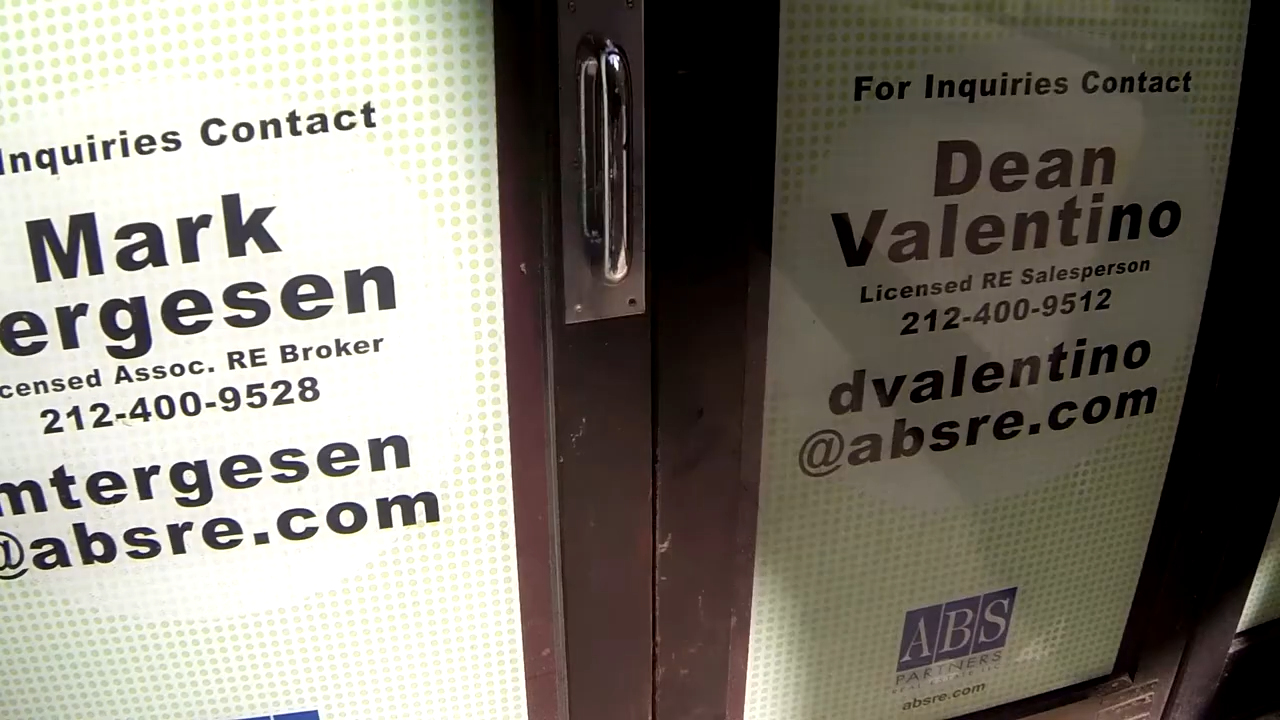 Inquiries Contact
Mark
ergesen
censed Assoc. RE Broker
212-400-9528
mtergesen
@absre.com
For Inquiries Contact
Dean
Valentino
Licensed RE Salesperson
212-400-9512
dvalentino
@absre.com
ABS
PARTNERS
absre.com